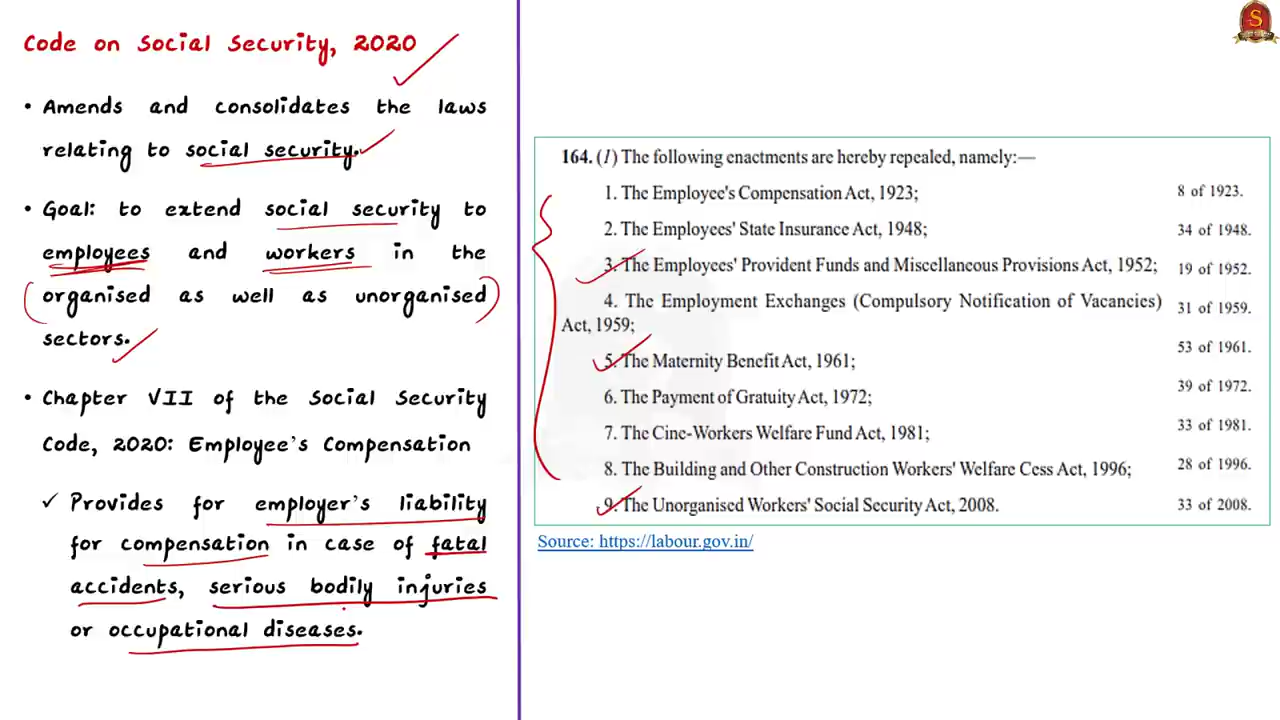 Code on Social Security, 2020
• Amends and consolidates the laws
relating to social security.
• Goal: to extend social security to
employees and workers in the
organised as well as unorganised
sectors.
• Chapter VII of the Social Security
Code, 2020: Employee's Compensation
✓ Provides for employer's liability
for compensation in case of fatal
accidents, serious bodily injuries
or occupational diseases.
164. (1) The following enactments are hereby repealed, namely:—
1. The Employee's Compensation Act, 1923; 8 of 1923.
2. The Employees' State Insurance Act, 1948; 34 of 1948.
3. The Employees' Provident Funds and Miscellaneous Provisions Act, 1952; 19 of 1952.
4. The Employment Exchanges (Compulsory Notification of Vacancies) 31 of 1959.
Act, 1959;
53 of 1961.
5. The Maternity Benefit Act, 1961;
39 of 1972.
6. The Payment of Gratuity Act, 1972;
7. The Cine-Workers Welfare Fund Act, 1981; 33 of 1981.
8. The Building and Other Construction Workers' Welfare Cess Act, 1996; 28 of 1996.
9. The Unorganised Workers' Social Security Act, 2008. 33 of 2008.
Source: https://labour.gov.in/